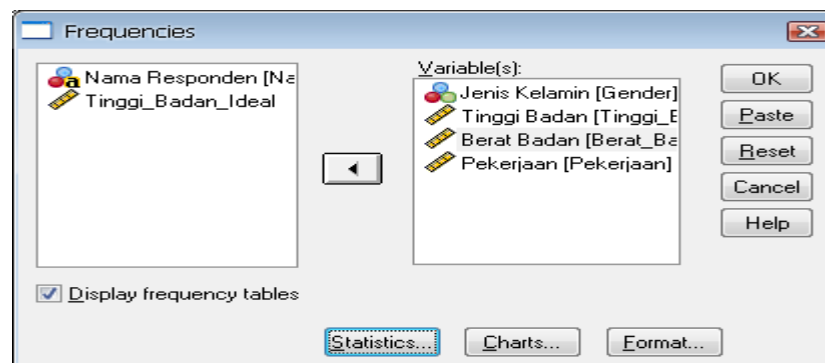 Frequencies
Nama Responden [Na
Tinggi_Badan_Ideal
Variable(s):
Jenis Kelamin [Gender]
Tinggi Badan [Tinggi_E
Berat Badan [Berat_Ba
Pekerjaan [Pekerjaan]
OK
Paste
Reset
Cancel
Help
Display frequency tables
Statistics...
Charts...
Format...